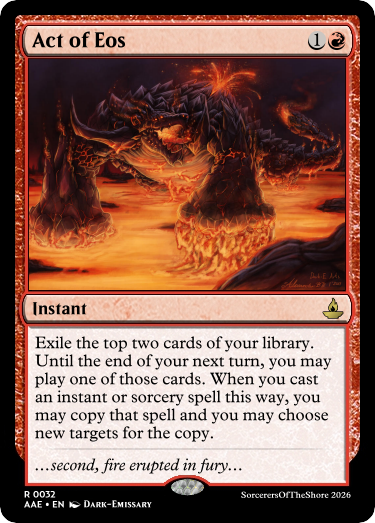 Act of Eos 1
Instant
Exile the top two cards of your library.
Until the end of your next turn, you may
play one of those cards. When you cast
an instant or sorcery spell this way, you
may copy that spell and you may choose
new targets for the copy.
…second, fire erupted in fury…
R 0032
AAE • EN Dark-Emissary
SorcerersOfTheShore 2026